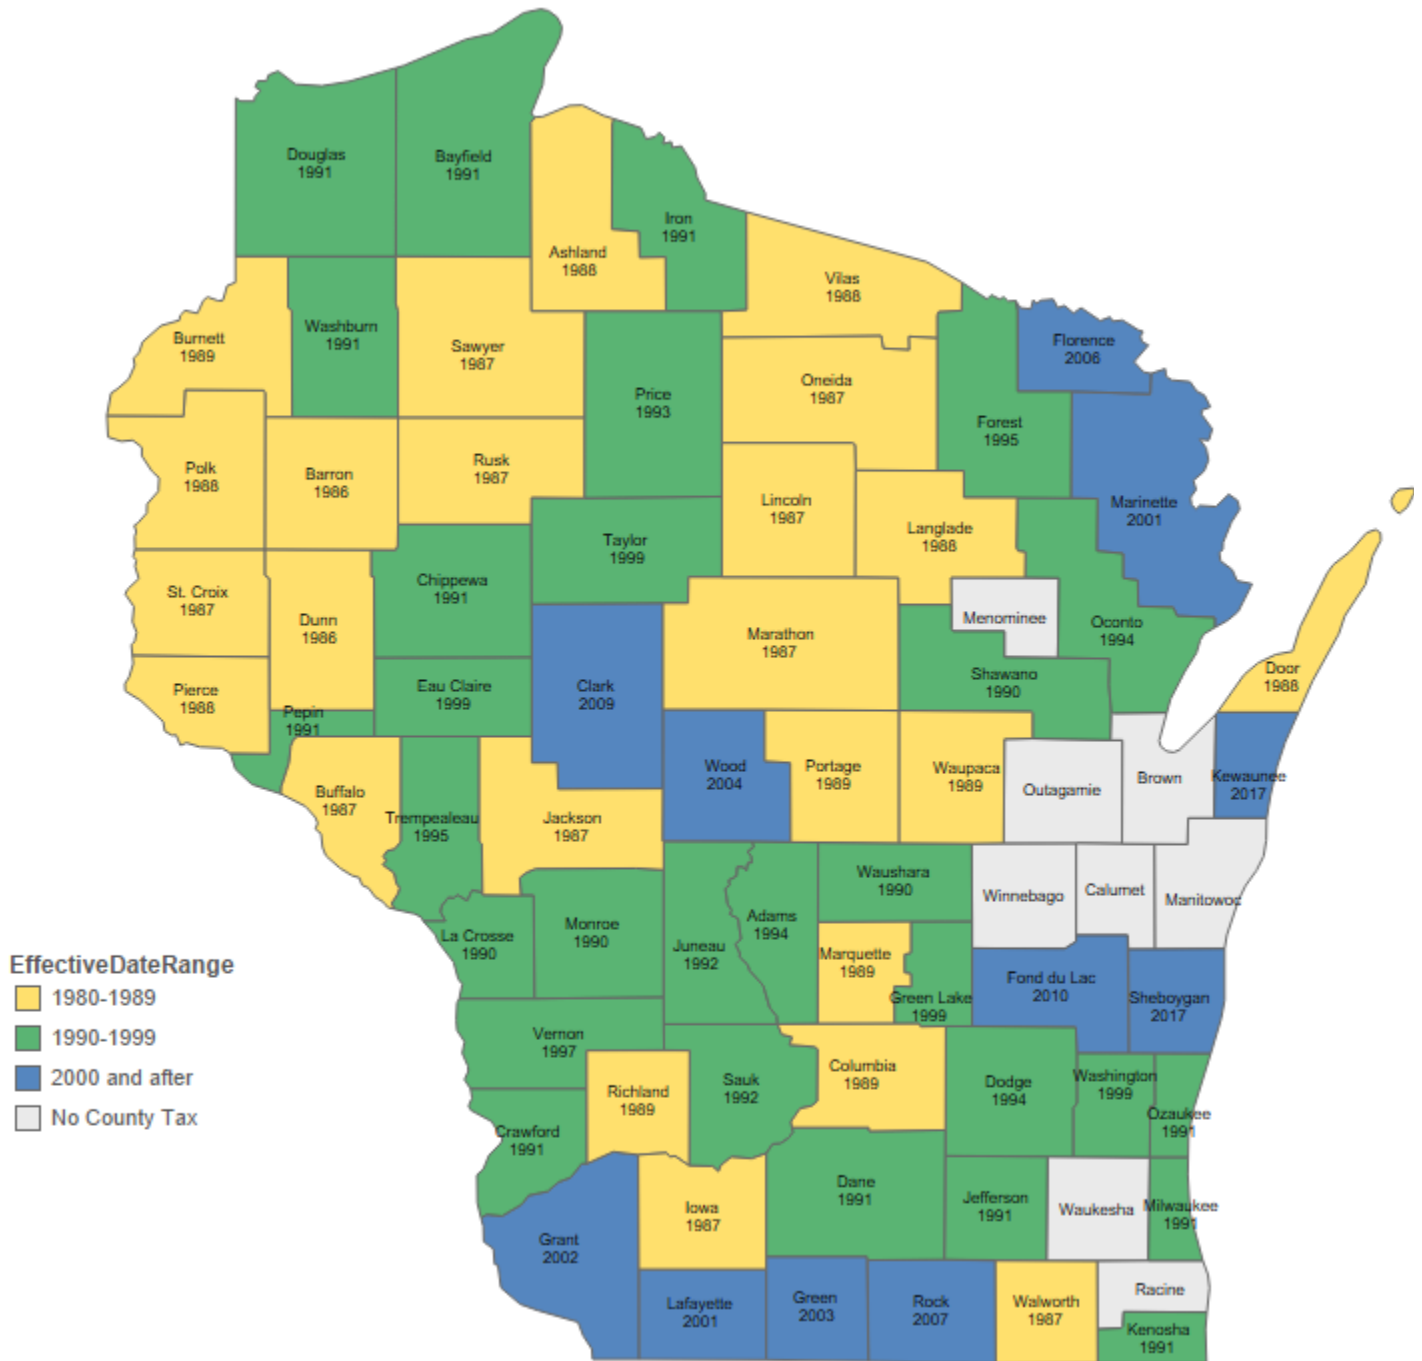 Douglas
1991
Bayfield
1991
Iron
1991
Ashland
1988
Vilas
1988
Burnett
1989
Washburn
1991
Sawyer
1987
Florence
2006
Price
1993
Oneida
1987
Forest
1995
Polk
1988
Barron
1986
Rusk
1987
Lincoln
1987
Langlade
1988
Marinette
2001
Taylor
1999
St. Croix
1987
Dunn
1986
Chippewa
1991
Menominee
Marathon
1987
Oconto
1994
Pierce
1988
Eau Claire
1999
Clark
2009
Shawano
1990
Door
1988
Pepin
1991
Wood
2004
Portage
1989
Waupaca
1989
Outagamie
Brown
Kewaunee
2017
Buffalo
1987
Trempealeau
1995
Jackson
1987
Waushara
1990
Winnebago
Calumet
Manitowoc
La Crosse
1990
Monroe
1990
Juneau
1992
Adams
1994
Marquette
1989
Green Lake
1999
Fond du Lac
2010
Sheboygan
2017
EffectiveDateRange
1980-1989
1990-1999
2000 and after
No County Tax
Vernon
1997
Richland
1989
Sauk
1992
Columbia
1989
Dodge
1994
Washington
1999
Ozaukee
1991
Crawford
1991
Dane
1991
Jefferson
1991
Waukesha
Milwaukee
1991
Grant
2002
Iowa
1987
Lafayette
2001
Green
2003
Rock
2007
Walworth
1987
Racine
Kenosha
1991